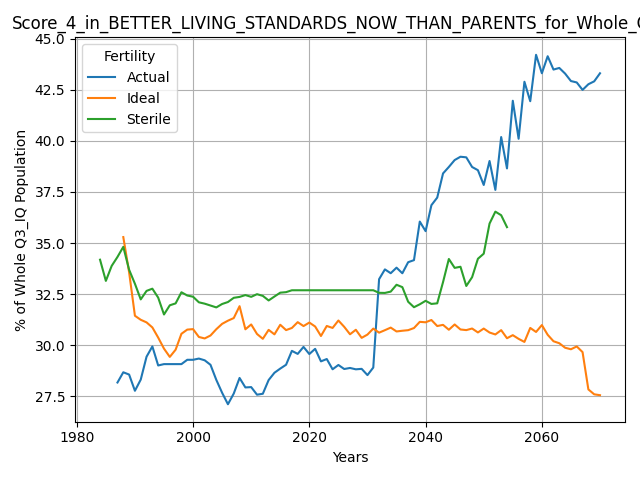 Score_4_in_BETTER_LIVING_STANDARDS_NOW_THAN_PARENTS_for_Whole_
Fertility
Actual
Ideal
Sterile
45.0
42.5
40.0
37.5
35.0
32.5
30.0
27.5
% of Whole Q3_IQ Population
1980
2000
2020
2040
2060
Years